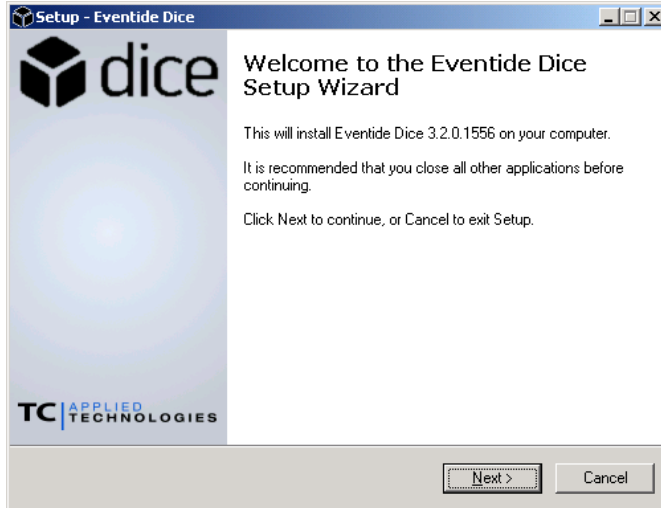 Setup - Eventide Dice
dice
Welcome to the Eventide Dice
Setup Wizard
This will install Eventide Dice 3.2.0.1556 on your computer.
It is recommended that you close all other applications before
continuing.
Click Next to continue, or Cancel to exit Setup.
TC APPLIED
TECHNOLOGIES
Next >
Cancel